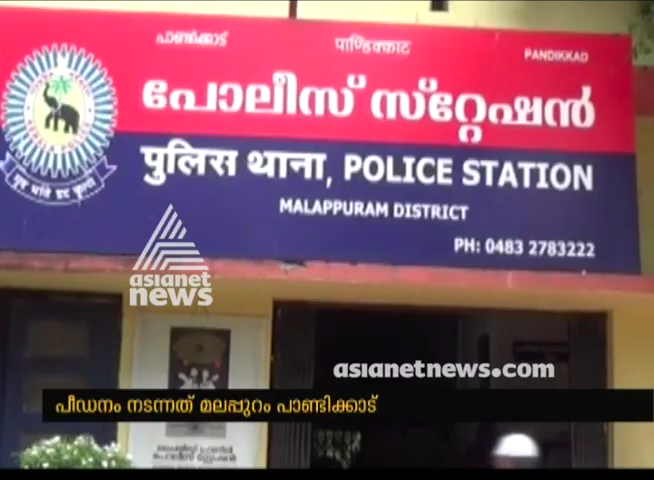 പാണ്ടിക്കാട് पाण्डिक्काट PANDIKKAD
പോലീസ് സ്റ്റേഷൻ
पुलिस थाना, POLICE STATION
MALAPPURAM DISTRICT
PH: 0483 2783222
asianet
news
asianetnews.com
പീഡനം നടന്നത് മലപ്പുറം പാണ്ടിക്കാട്